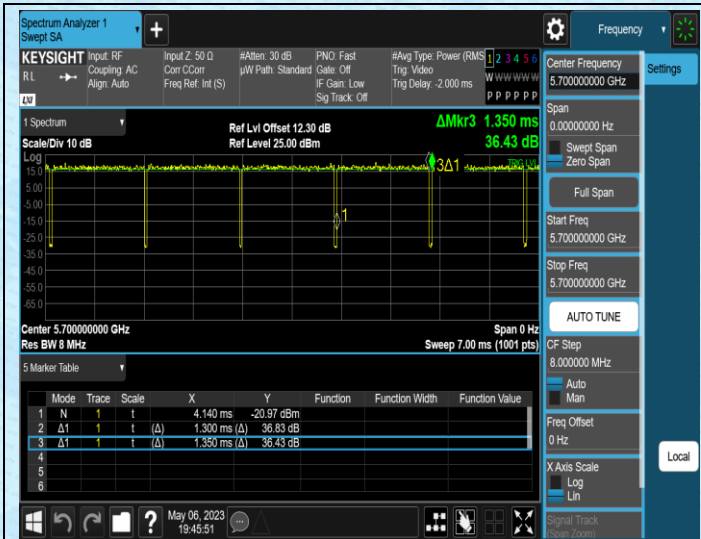 Spectrum Analyzer 1
Swept SA
+
Frequency
KEYSIGHT
RL
LXI
Input: RF
Coupling: AC
Align: Auto
Input Z: 50 Ω
Corr CCorr
Freq Ref: Int (S)
#Atten: 30 dB
µW Path: Standard
PNO: Fast
Gate: Off
IF Gain: Low
Sig Track: Off
#Avg Type: Power (RMS
Trig: Video
Trig Delay: -2.000 ms
1 2 3 4 5 6
W W W W W W
P P P P P P
1 Spectrum
Scale/Div 10 dB
Ref Lvl Offset 12.30 dB
Ref Level 25.00 dBm
ΔMkr3 1.350 ms
36.43 dB
Log
15.0
5.00
-5.00
-15.0
-25.0
-35.0
-45.0
-55.0
-65.0
3Δ1
TRIG LVL
1
Center 5.700000000 GHz
Res BW 8 MHz
Span 0 Hz
Sweep 7.00 ms (1001 pts)
5 Marker Table
Mode Trace Scale X Y Function Function Width Function Value
1 N 1 t 4.140 ms -20.97 dBm
2 Δ1 1 t (Δ) 1.300 ms (Δ) 36.83 dB
3 Δ1 1 t (Δ) 1.350 ms (Δ) 36.43 dB
4
5
6
?
May 06, 2023
19:45:51
Center Frequency
5.700000000 GHz
Span
0.00000000 Hz
Swept Span
Zero Span
Full Span
Start Freq
5.700000000 GHz
Stop Freq
5.700000000 GHz
AUTO TUNE
CF Step
8.000000 MHz
Auto
Man
Freq Offset
0 Hz
X Axis Scale
Log
Lin
Signal Track
(Span Zoom)
Settings
Local